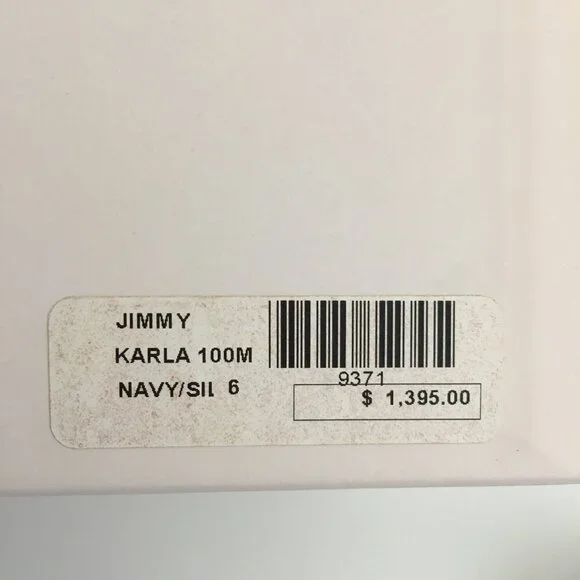 JIMMY
KARLA 100M
NAVY/SIL 6
9371
$ 1,395.00